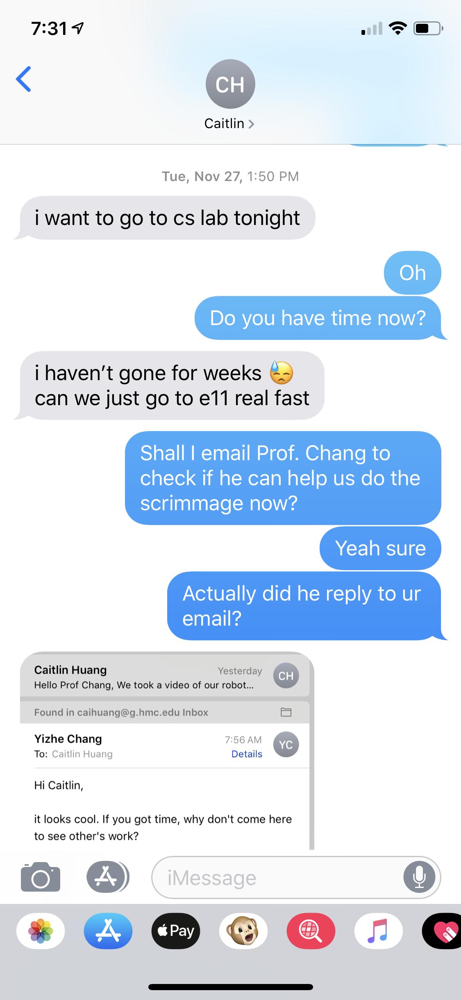 7:31
CH
Caitlin
Tue, Nov 27, 1:50 PM
i want to go to cs lab tonight
Oh
Do you have time now?
i haven’t gone for weeks 😓
can we just go to e11 real fast
Shall I email Prof. Chang to
check if he can help us do the
scrimmage now?
Yeah sure
Actually did he reply to ur
email?
Caitlin Huang Yesterday CH
Hello Prof Chang, We took a video of our robot...
Found in caihuang@g.hmc.edu Inbox
Yizhe Chang 7:56 AM YC
To: Caitlin Huang Details
Hi Caitlin,
it looks cool. If you got time, why don't come here
to see other's work?
iMessage
Pay